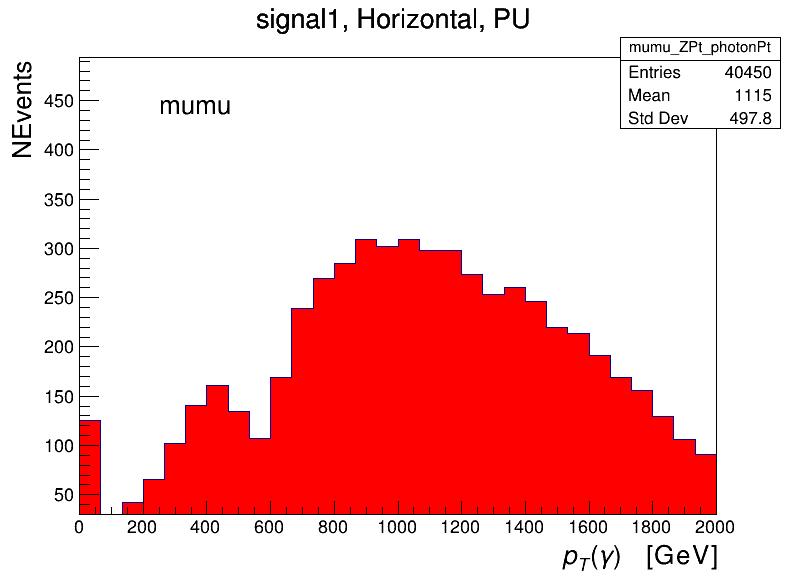 signal1, Horizontal, PU
mumu_ZPt_photonPt
Entries 40450
Mean 1115
Std Dev 497.8
NEvents
mumu
450
400
350
300
250
200
150
100
50
0 200 400 600 800 1000 1200 1400 1600 1800 2000
p_T(γ) [GeV]